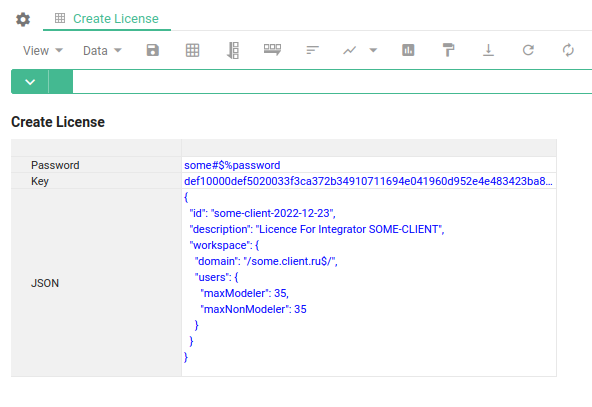 Create License
View Data
Create License
Password some#$%password
Key def10000def5020033f3ca372b34910711694e041960d952e4e483423ba8...
{
"id": "some-client-2022-12-23",
"description": "Licence For Integrator SOME-CLIENT",
"workspace": {
"domain": "/some.client.ru$/",
"users": {
JSON
"maxModeler": 35,
"maxNonModeler": 35
}
}
}